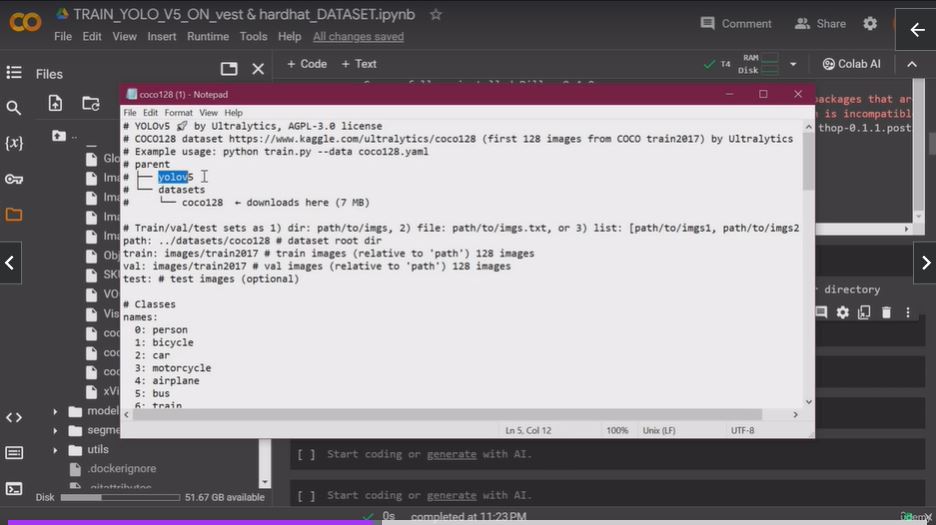 TRAIN_YOLO_V5_ON_vest & hardhat_DATASET.ipynb
Comment
Share
File Edit View Insert Runtime Tools Help All changes saved
Files
+ Code + Text
T4
RAM
Disk
Colab AI
coco128 (1) - Notepad
File Edit Format View Help
# YOLOv5 🚀 by Ultralytics, AGPL-3.0 license
# COCO128 dataset https://www.kaggle.com/ultralytics/coco128 (first 128 images from COCO train2017) by Ultralytics
# Example usage: python train.py --data coco128.yaml
# parent
# ├── yolov5
# └── datasets
#     └── coco128  ← downloads here (7 MB)
# Train/val/test sets as 1) dir: path/to/imgs, 2) file: path/to/imgs.txt, or 3) list: [path/to/imgs1, path/to/imgs2
path: ../datasets/coco128 # dataset root dir
train: images/train2017 # train images (relative to 'path') 128 images
val: images/train2017 # val images (relative to 'path') 128 images
test: # test images (optional)
# Classes
names:
0: person
1: bicycle
2: car
3: motorcycle
4: airplane
5: bus
6: train
Ln 5, Col 12
100%
Unix (LF)
UTF-8
packages that ar
is incompatib
thop-0.1.1.post
r directory
..
Glo
Ima
Ima
Ima
Ima
Obj
SKU
VO
Vis
coc
coc
coc
xVi
model
segme
utils
.dockerignore
.gitattributes
Disk
51.67 GB available
[ ] Start coding or generate with AI.
[ ] Start coding or generate with AI.
0s completed at 11:23 PM